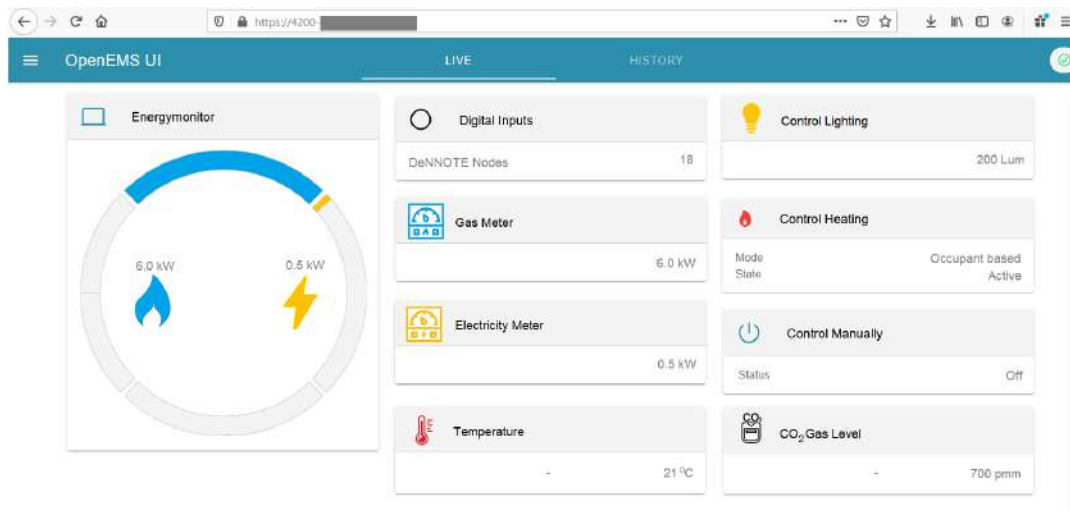 https://4200-
OpenEMS UI
LIVE
HISTORY
Energymonitor
6.0 kW
0.5 kW
Digital Inputs
DeNNOTE Nodes 18
Gas Meter
6.0 kW
Electricity Meter
0.5 kW
Temperature
- 21 ⁰C
Control Lighting
200 Lum
Control Heating
Mode Occupant based
State Active
Control Manually
Status Off
CO₂
CO₂ Gas Level
- 700 pmm